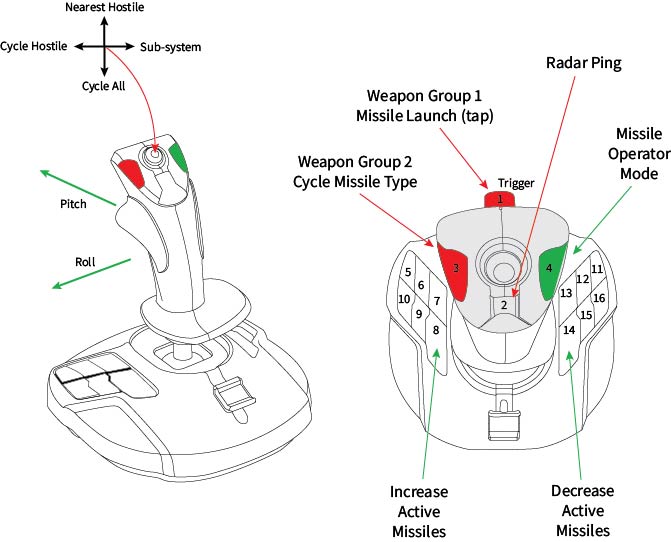 Nearest Hostile
Cycle Hostile
Sub-system
Cycle All
Pitch
Roll
Radar Ping
Weapon Group 1
Missile Launch (tap)
Missile
Operator
Mode
Weapon Group 2
Cycle Missile Type
Trigger
1
3
4
2
5
6
7
10
9
8
11
12
13
16
15
14
Increase
Active
Missiles
Decrease
Active
Missiles